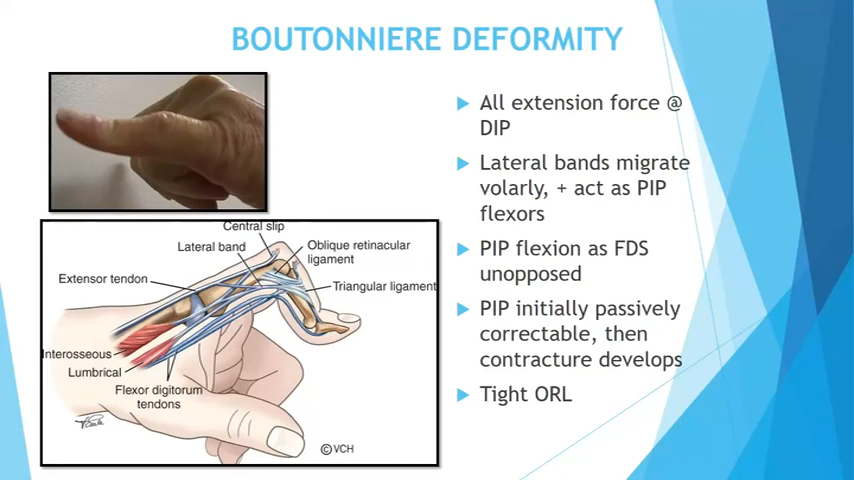 BOUTONNIERE DEFORMITY
All extension force @
DIP
Lateral bands migrate
volarly, + act as PIP
flexors
PIP flexion as FDS
unopposed
PIP initially passively
correctable, then
contracture develops
Tight ORL
Central slip
Lateral band
Oblique retinacular
ligament
Extensor tendon
Triangular ligament
Interosseous
Lumbrical
Flexor digitorum
tendons
©VCH